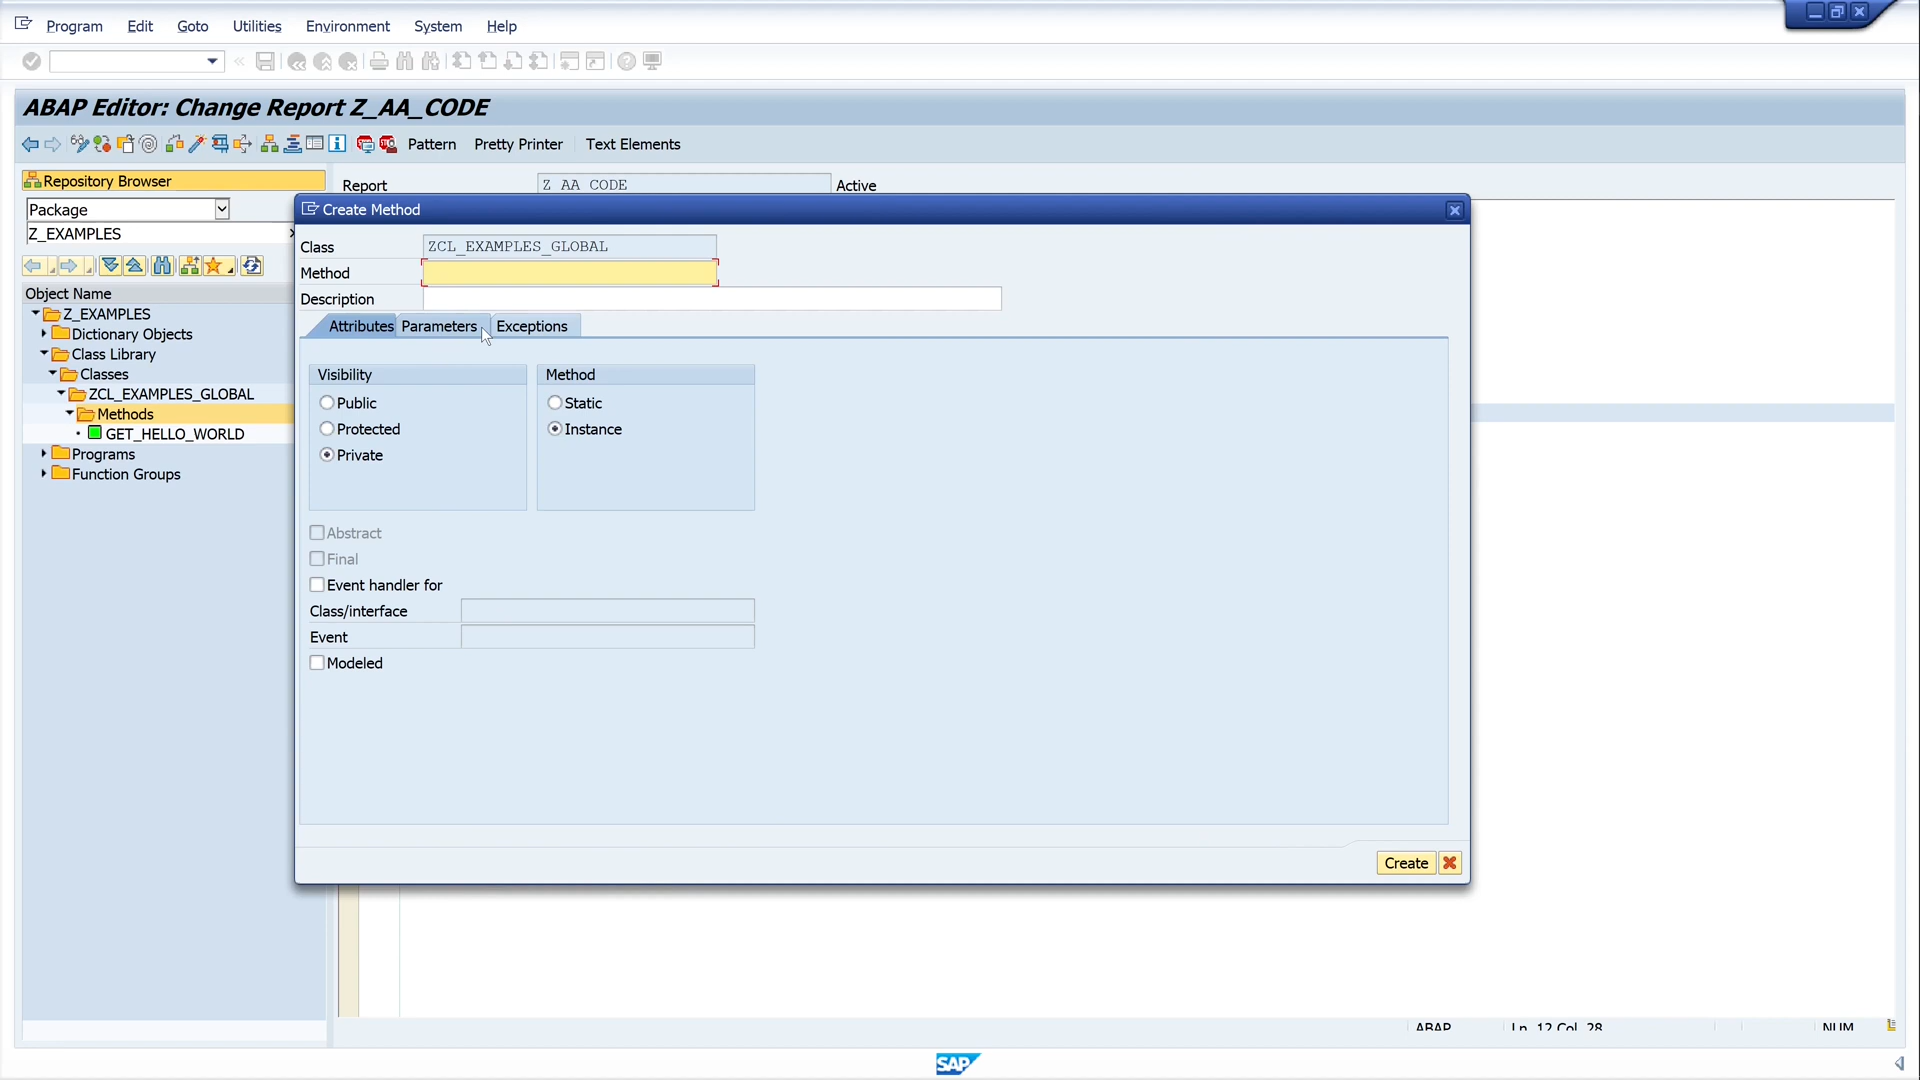 Program Edit Goto Utilities Environment System Help
ABAP Editor: Change Report Z_AA_CODE
Pattern Pretty Printer Text Elements
Repository Browser
Report Z_AA_CODE Active
Package
Z_EXAMPLES
Object Name
Z_EXAMPLES
Dictionary Objects
Class Library
Classes
ZCL_EXAMPLES_GLOBAL
Methods
GET_HELLO_WORLD
Programs
Function Groups
Create Method
Class ZCL_EXAMPLES_GLOBAL
Method
Description
Attributes Parameters Exceptions
Visibility Method
Public Static
Protected Instance
Private
Abstract
Final
Event handler for
Class/interface
Event
Modeled
Create
ABAP Ln 12 Col 28 NUM
SAP